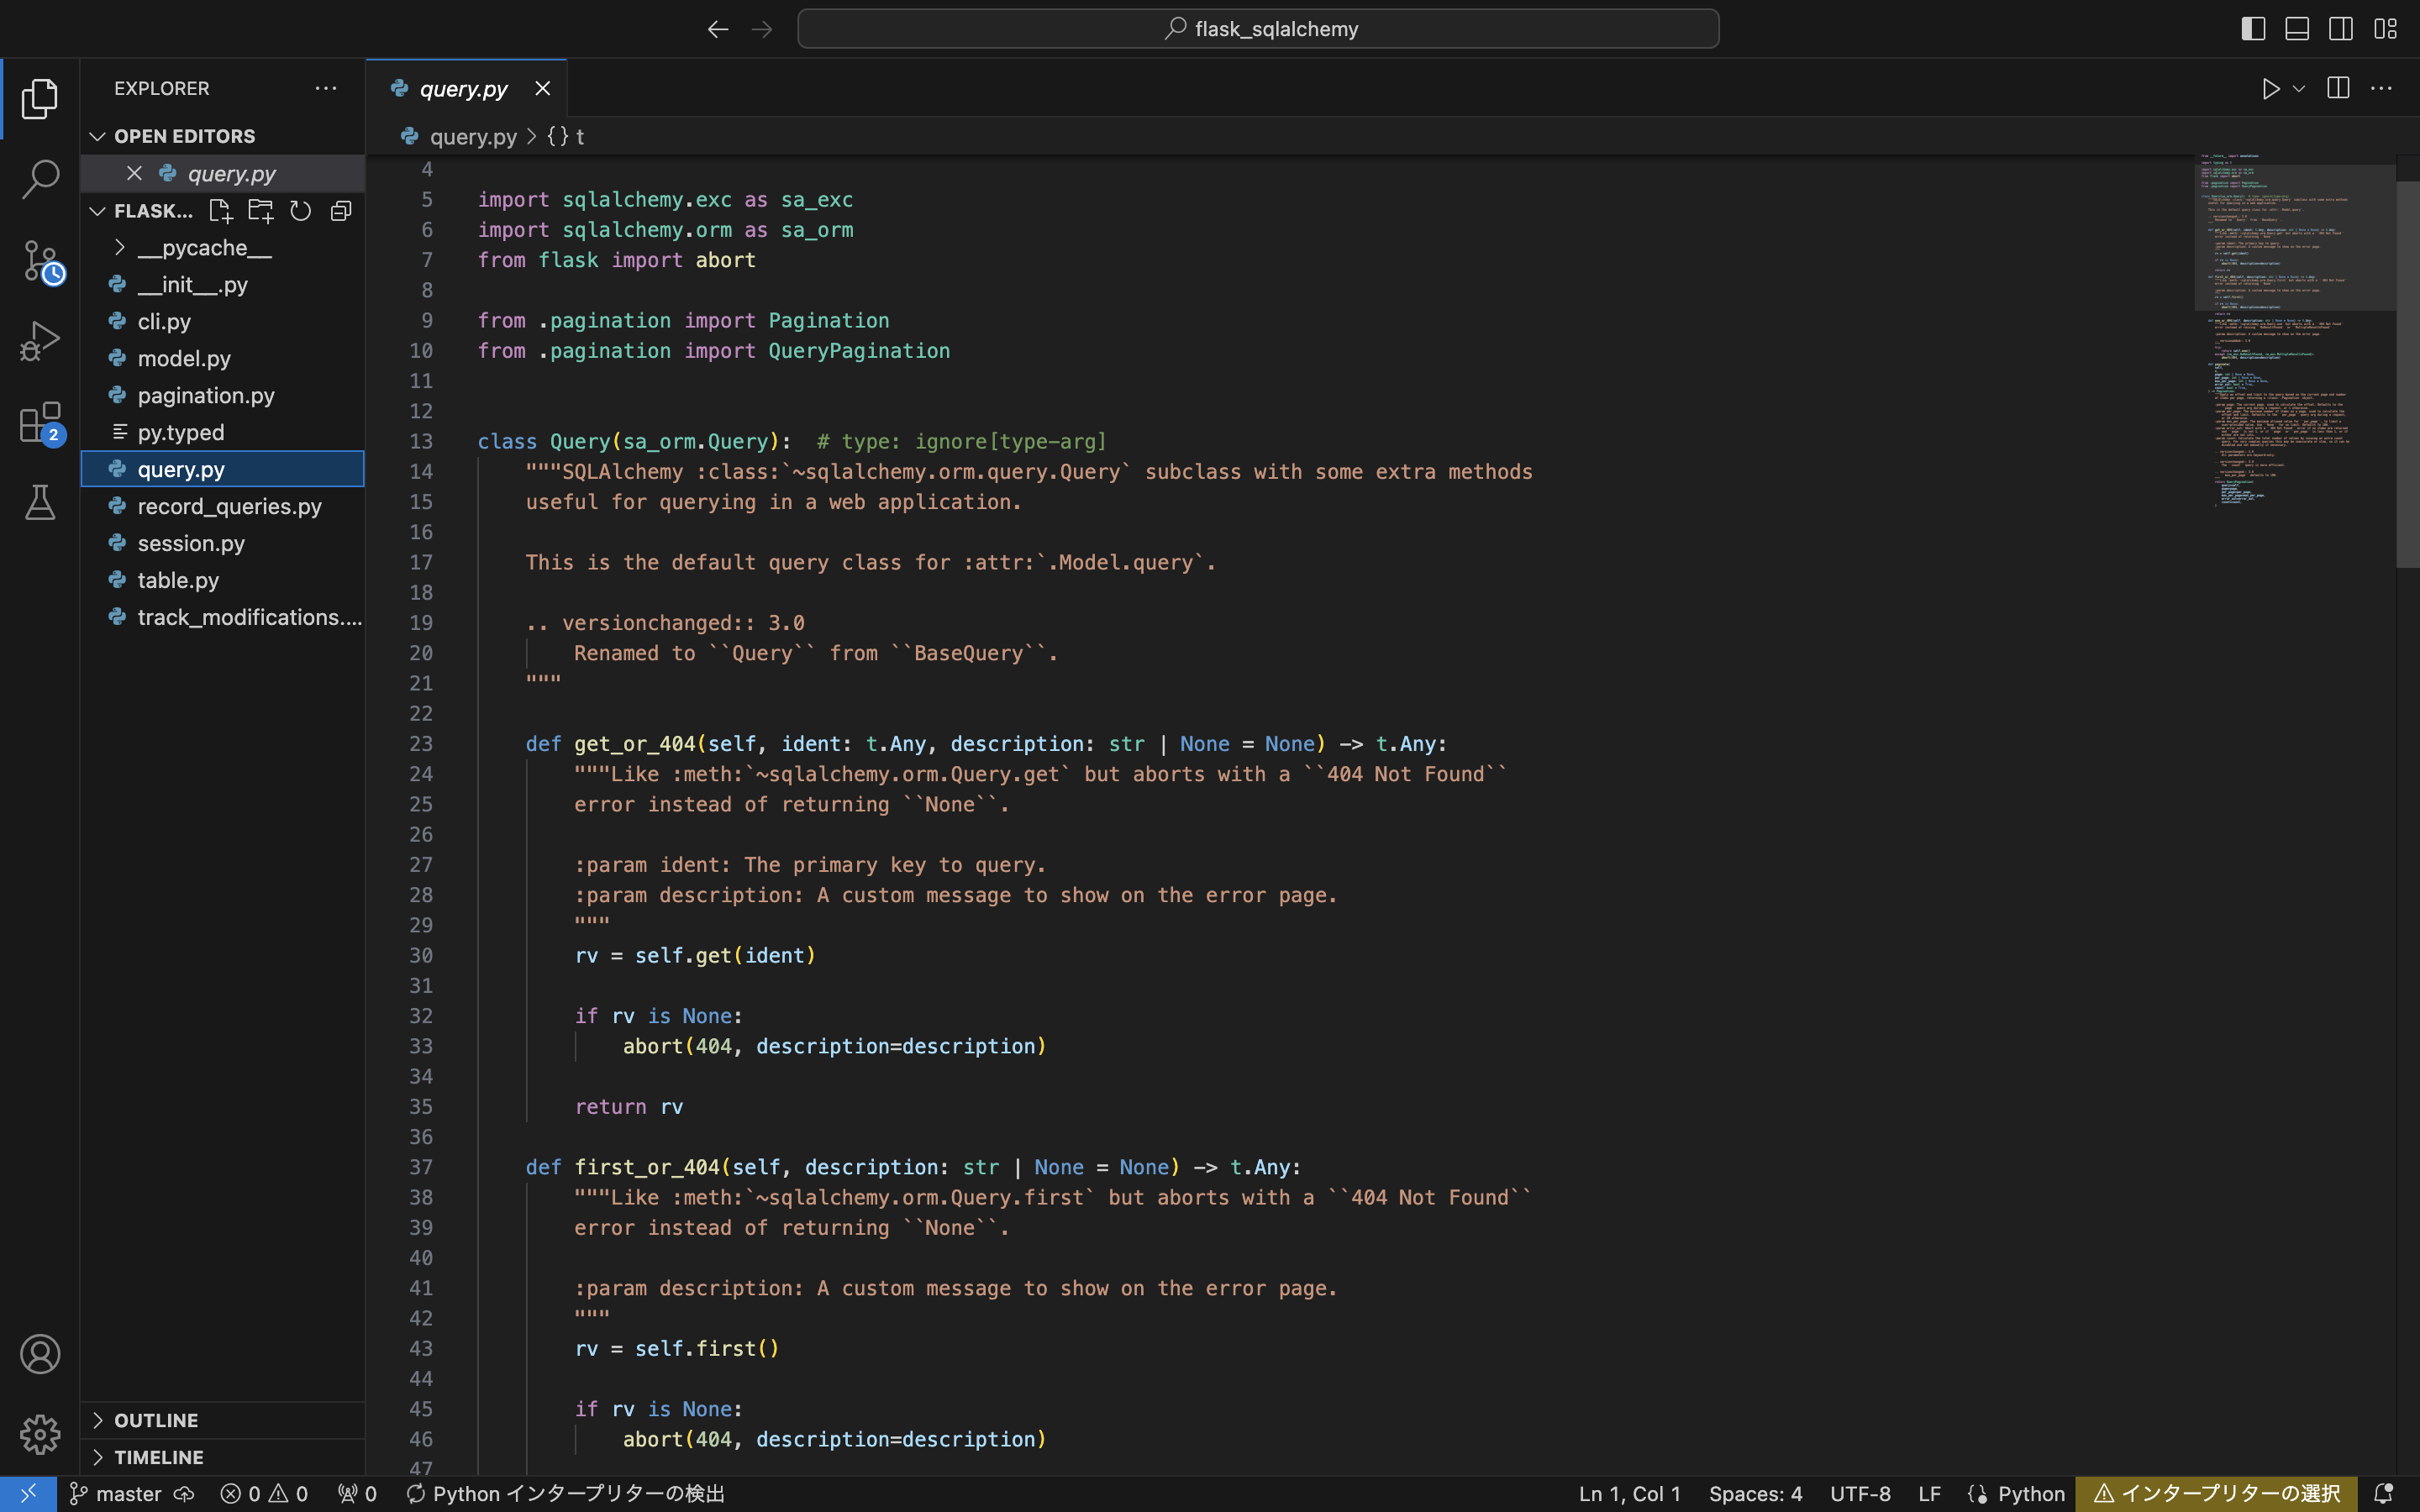 flask_sqlalchemy
EXPLORER
query.py
OPEN EDITORS
query.py
FLASK...
__pycache__
__init__.py
cli.py
model.py
pagination.py
py.typed
query.py
record_queries.py
session.py
table.py
track_modifications....
OUTLINE
TIMELINE
2
query.py > {} t
4
5 import sqlalchemy.exc as sa_exc
6 import sqlalchemy.orm as sa_orm
7 from flask import abort
8
9 from .pagination import Pagination
10 from .pagination import QueryPagination
11
12
13 class Query(sa_orm.Query):  # type: ignore[type-arg]
14     """SQLAlchemy :class:`~sqlalchemy.orm.query.Query` subclass with some extra methods
15     useful for querying in a web application.
16
17     This is the default query class for :attr:`.Model.query`.
18
19     .. versionchanged:: 3.0
20         Renamed to ``Query`` from ``BaseQuery``.
21     """
22
23     def get_or_404(self, ident: t.Any, description: str | None = None) -> t.Any:
24         """Like :meth:`~sqlalchemy.orm.Query.get` but aborts with a ``404 Not Found``
25         error instead of returning ``None``.
26
27         :param ident: The primary key to query.
28         :param description: A custom message to show on the error page.
29         """
30         rv = self.get(ident)
31
32         if rv is None:
33             abort(404, description=description)
34
35         return rv
36
37     def first_or_404(self, description: str | None = None) -> t.Any:
38         """Like :meth:`~sqlalchemy.orm.Query.first` but aborts with a ``404 Not Found``
39         error instead of returning ``None``.
40
41         :param description: A custom message to show on the error page.
42         """
43         rv = self.first()
44
45         if rv is None:
46             abort(404, description=description)
47
master 0 0 0 Python インタープリターの検出 Ln 1, Col 1 Spaces: 4 UTF-8 LF Python インタープリターの選択